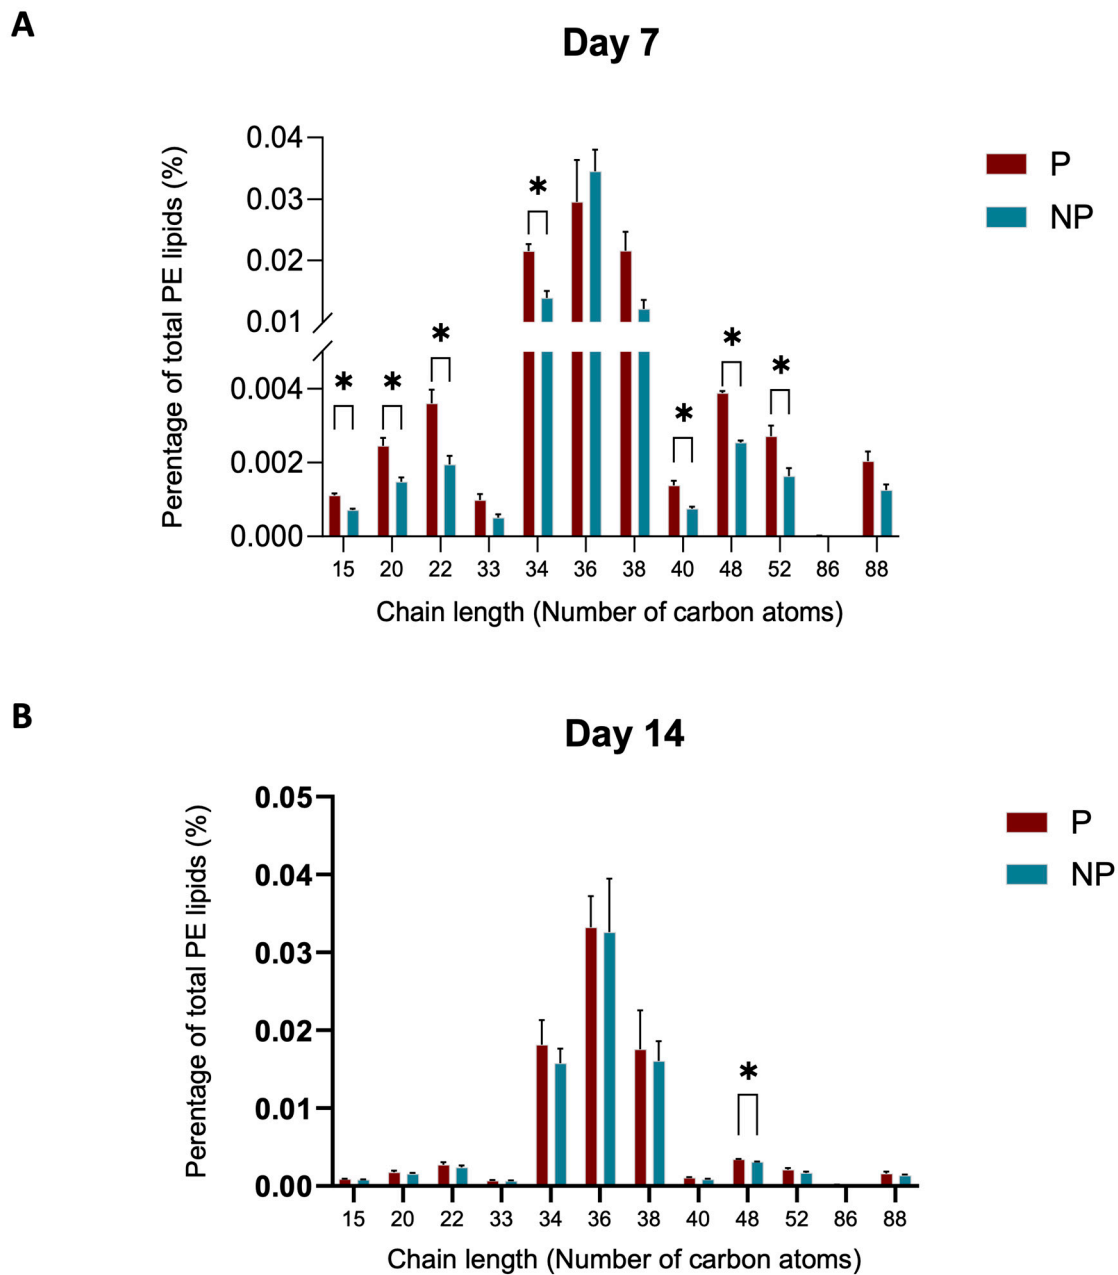 A
Day 7
Perentage of total PE lipids (%)
0.04
0.03
0.02
0.01
0.004
0.002
0.000
P
NP
*
*
*
*
*
*
*
15 20 22 33 34 36 38 40 48 52 86 88
Chain length (Number of carbon atoms)
B
Day 14
Perentage of total PE lipids (%)
0.05
0.04
0.03
0.02
0.01
0.00
P
NP
*
15 20 22 33 34 36 38 40 48 52 86 88
Chain length (Number of carbon atoms)